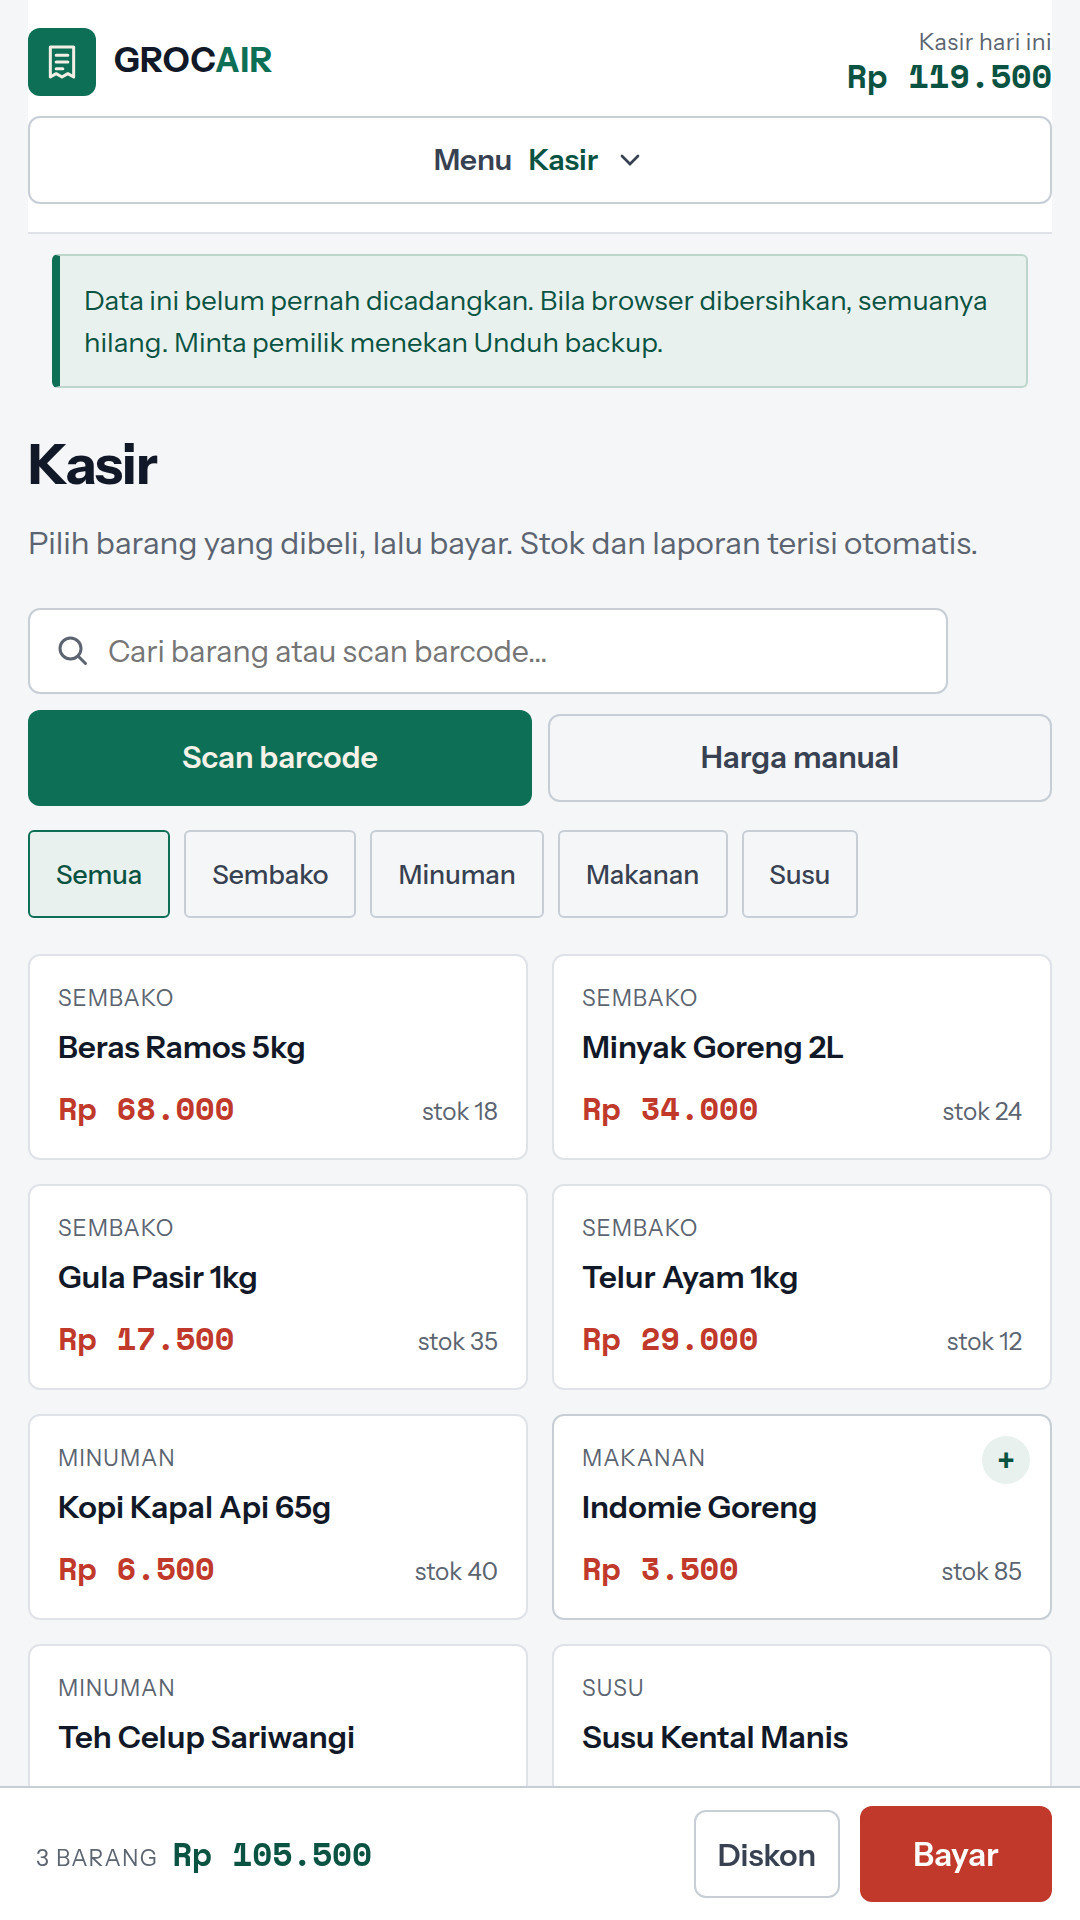 GROCAIR
Kasir hari ini
Rp 119.500
Menu Kasir
Data ini belum pernah dicadangkan. Bila browser dibersihkan, semuanya
hilang. Minta pemilik menekan Unduh backup.
Kasir
Pilih barang yang dibeli, lalu bayar. Stok dan laporan terisi otomatis.
Cari barang atau scan barcode...
Scan barcode
Harga manual
Semua
Sembako
Minuman
Makanan
Susu
SEMBAKO
Beras Ramos 5kg
Rp 68.000
stok 18
SEMBAKO
Minyak Goreng 2L
Rp 34.000
stok 24
SEMBAKO
Gula Pasir 1kg
Rp 17.500
stok 35
SEMBAKO
Telur Ayam 1kg
Rp 29.000
stok 12
MINUMAN
Kopi Kapal Api 65g
Rp 6.500
stok 40
MAKANAN
+
Indomie Goreng
Rp 3.500
stok 85
MINUMAN
Teh Celup Sariwangi
SUSU
Susu Kental Manis
3 BARANG Rp 105.500
Diskon
Bayar